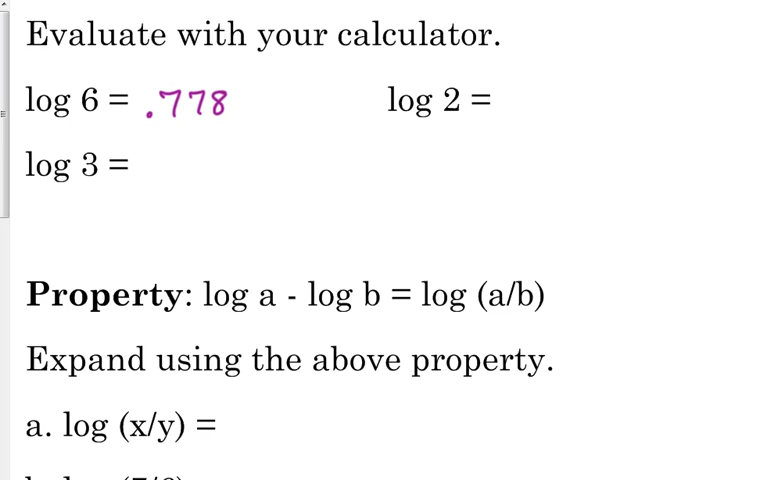 Evaluate with your calculator.
log 6 = .778 log 2 =
log 3 =
Property: log a - log b = log (a/b)
Expand using the above property.
a. log (x/y) =